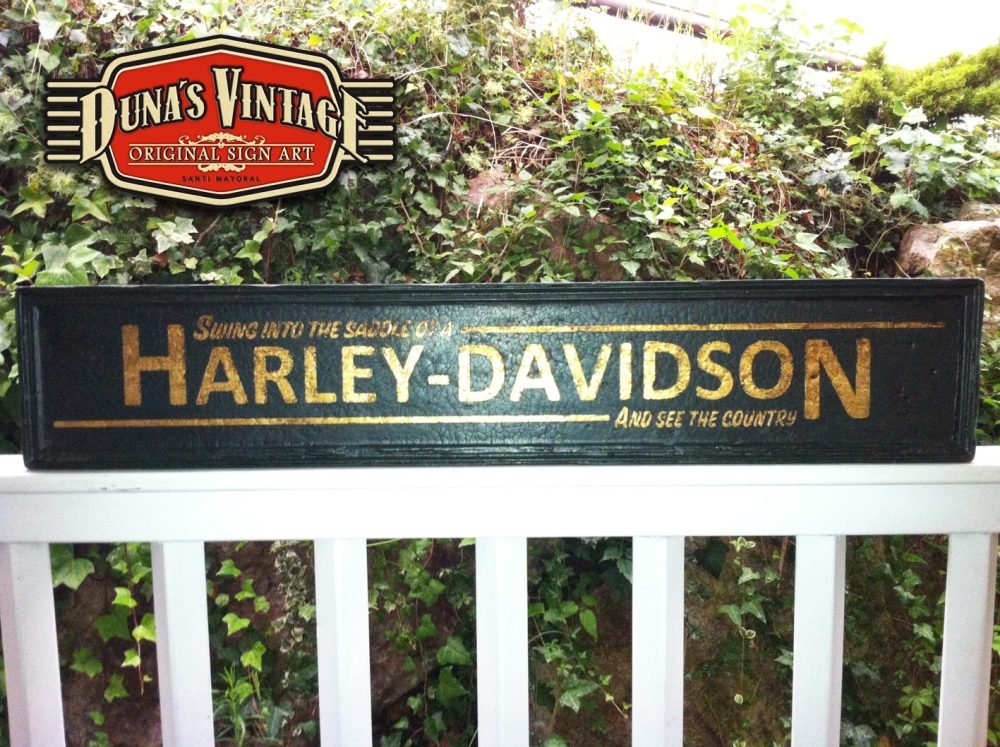 DUNA'S VINTAGE
ORIGINAL SIGN ART
SANTI MAYORAL
SWING INTO THE SADDLE OF A
HARLEY-DAVIDSON
AND SEE THE COUNTRY